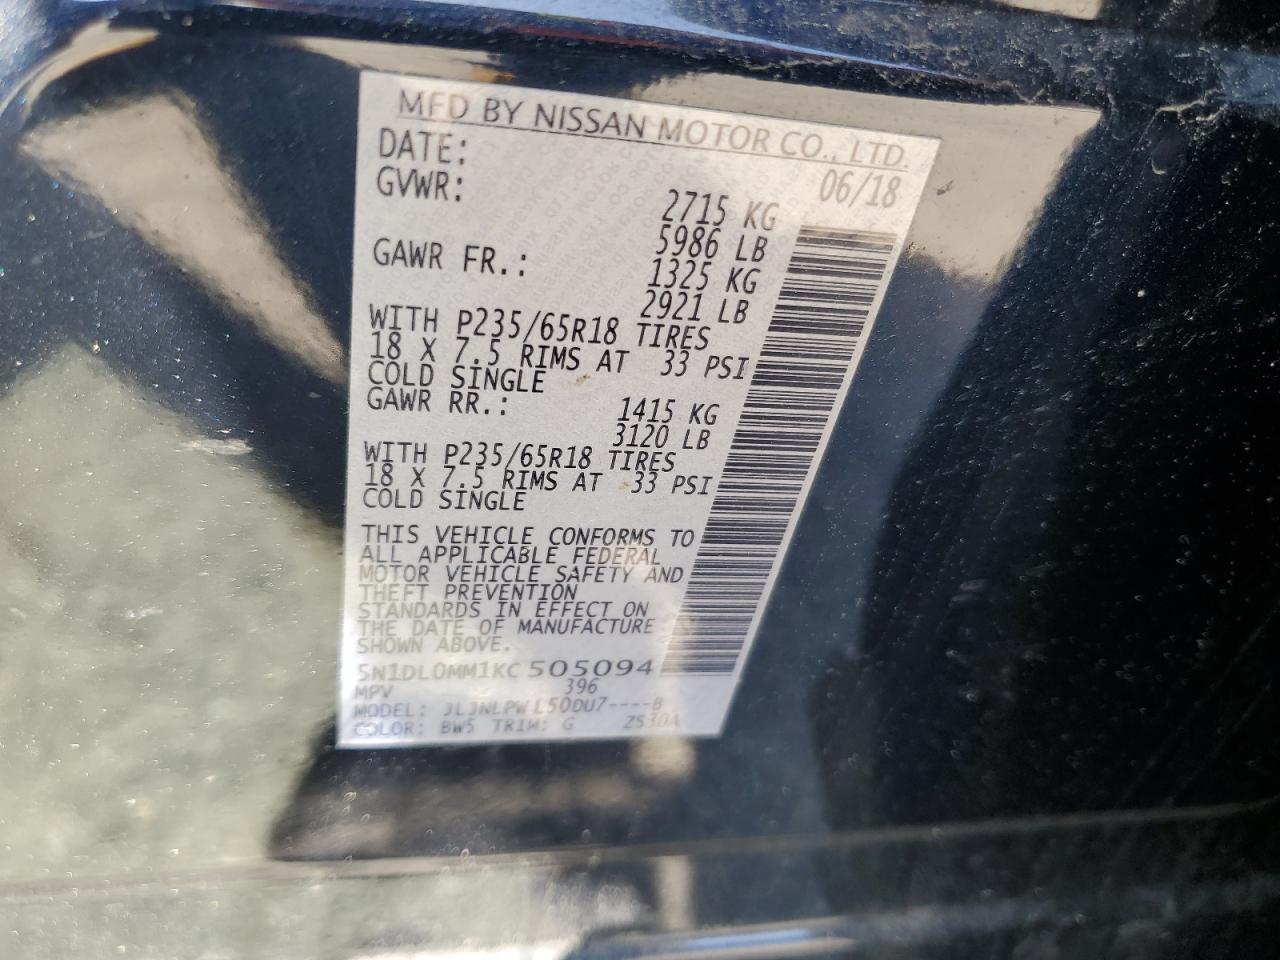 MFD BY NISSAN MOTOR CO., LTD.
DATE: 06/18
GVWR: 2715 KG
5986 LB
GAWR FR.: 1325 KG
2921 LB
WITH P235/65R18 TIRES
18 X 7.5 RIMS AT 33 PSI
COLD SINGLE
GAWR RR.: 1415 KG
3120 LB
WITH P235/65R18 TIRES
18 X 7.5 RIMS AT 33 PSI
COLD SINGLE
THIS VEHICLE CONFORMS TO
ALL APPLICABLE FEDERAL
MOTOR VEHICLE SAFETY AND
THEFT PREVENTION
STANDARDS IN EFFECT ON
THE DATE OF MANUFACTURE
SHOWN ABOVE.
5N1DL0MM1KC505094
MPV 396
MODEL: JLJNLPWL50DU7----B
COLOR: BW5 TRIM: G ZS30A